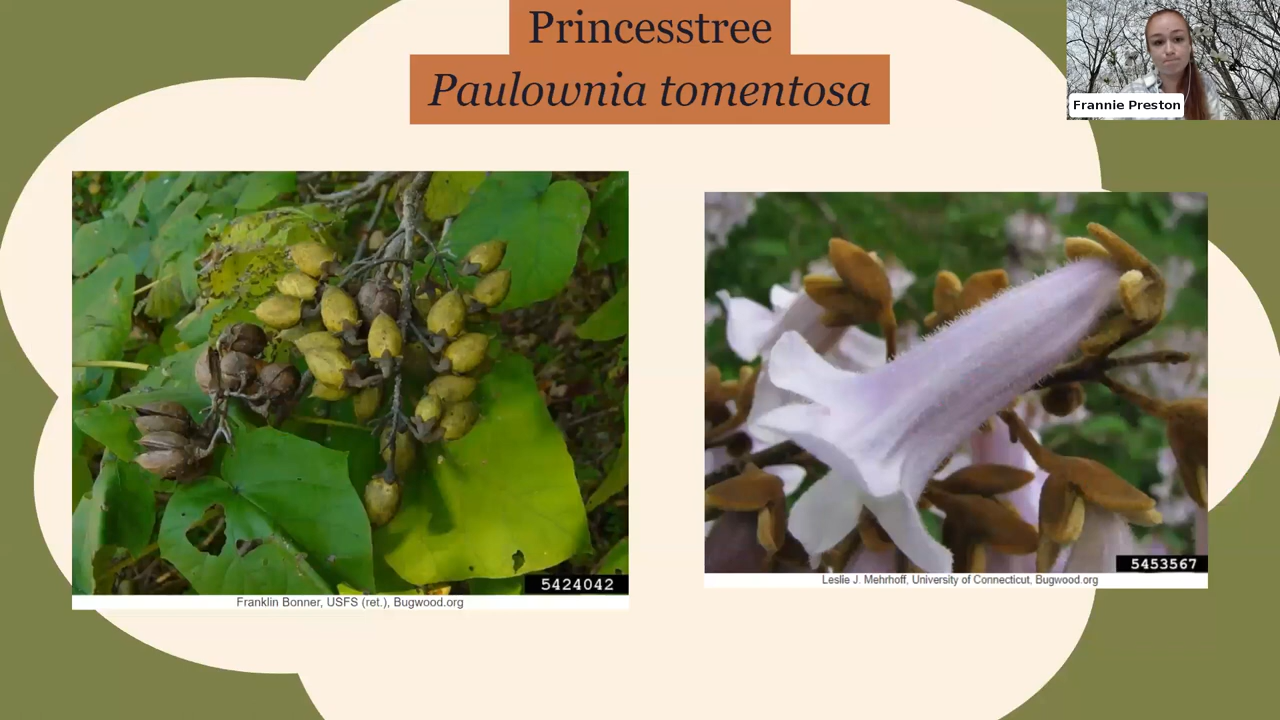 Princesstree
Paulownia tomentosa
Frannie Preston
5424042
Franklin Bonner, USFS (ret.), Bugwood.org
5453567
Leslie J. Mehrhoff, University of Connecticut, Bugwood.org